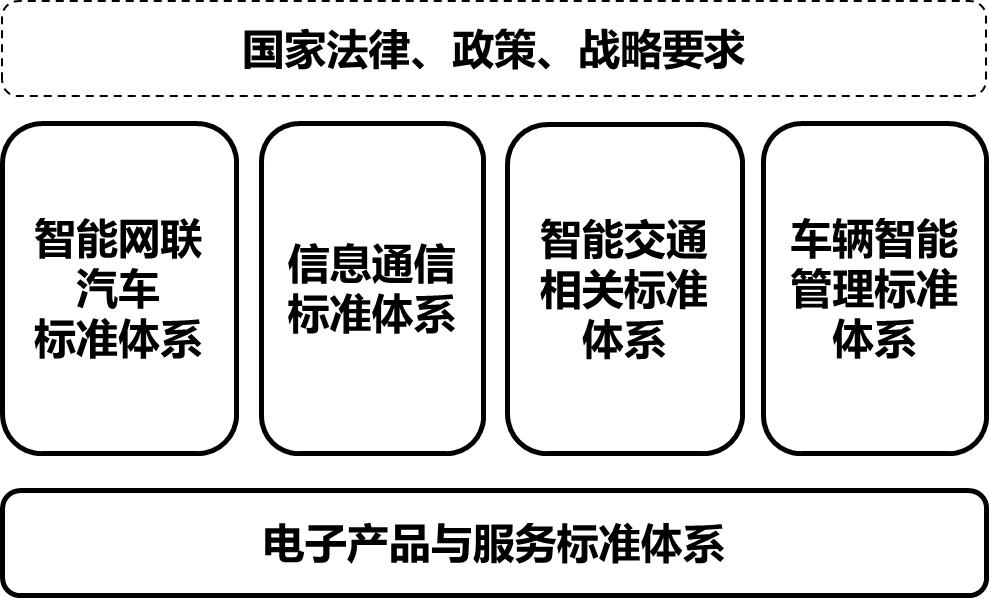 国家法律、政策、战略要求
智能网联
汽车
标准体系
信息通信
标准体系
智能交通
相关标准
体系
车辆智能
管理标准
体系
电子产品与服务标准体系